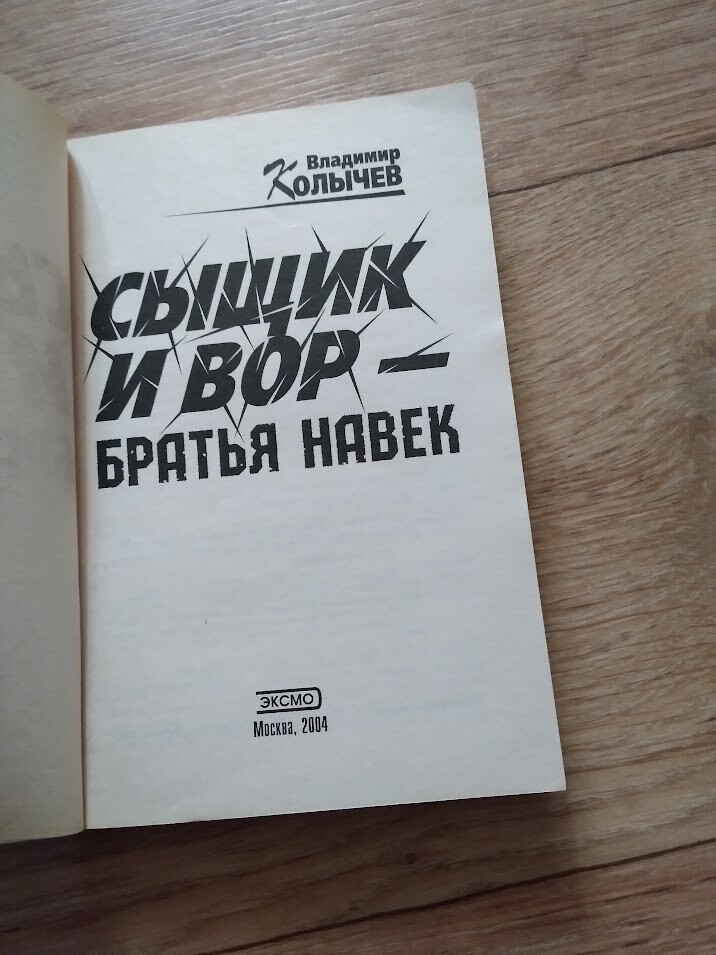 Владимир
Колычев
СЫЩИК
И ВОР –
БРАТЬЯ НАВЕК
ЭКСМО
Москва, 2004